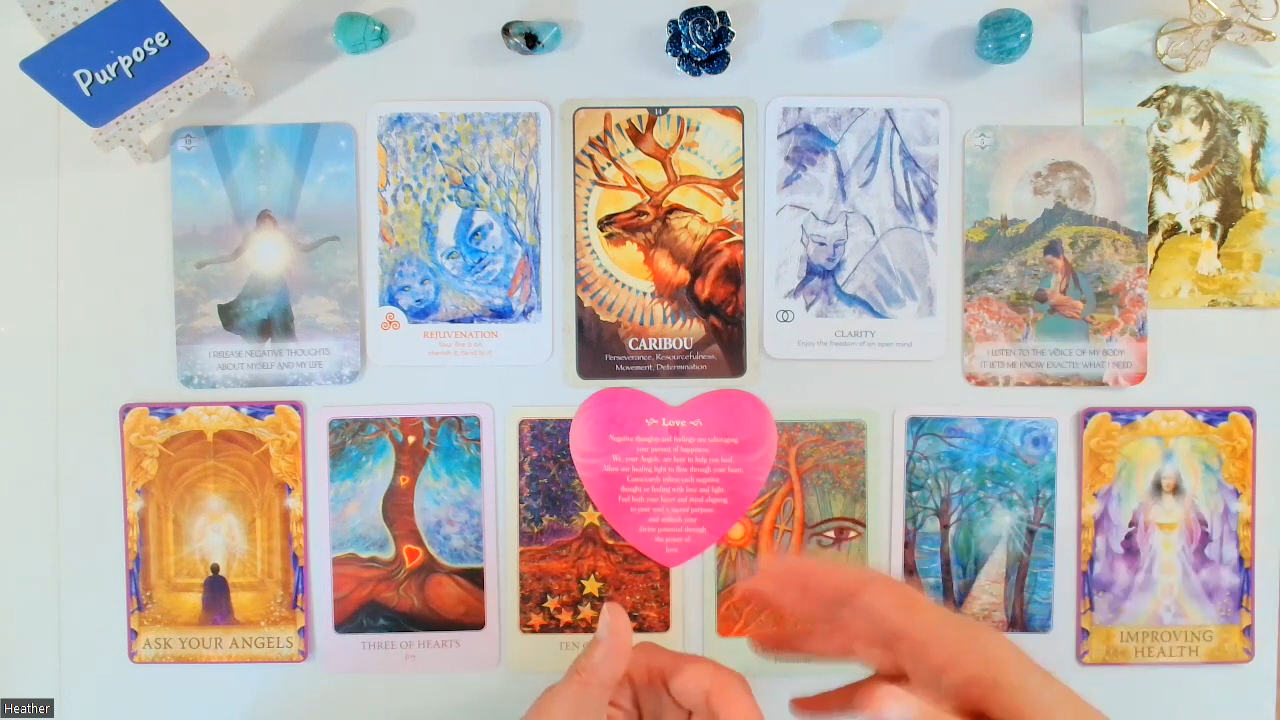 Purpose
I RELEASE NEGATIVE THOUGHTS
ABOUT MYSELF AND MY LIFE
REJUVENATION
14
CARIBOU
Perseverance, Resourcefulness,
Movement, Determination
CLARITY
Enjoy the freedom of an open mind
I LISTEN TO THE VOICE OF MY BODY
IT LETS ME KNOW EXACTLY WHAT I NEED
Love
Negative thoughts and feelings are sabotaging
your pursuit of happiness.
We, your Angels, are here to help you heal.
Allow our healing light to flow through your heart.
Consciously infuse each negative
thought or feeling with love and light.
Feel both your heart and mind aligning
to your soul's sacred purpose
and unleash your
divine potential through
the power of
love.
ASK YOUR ANGELS
THREE OF HEARTS
Joy
TEN
IMPROVING
HEALTH
Heather